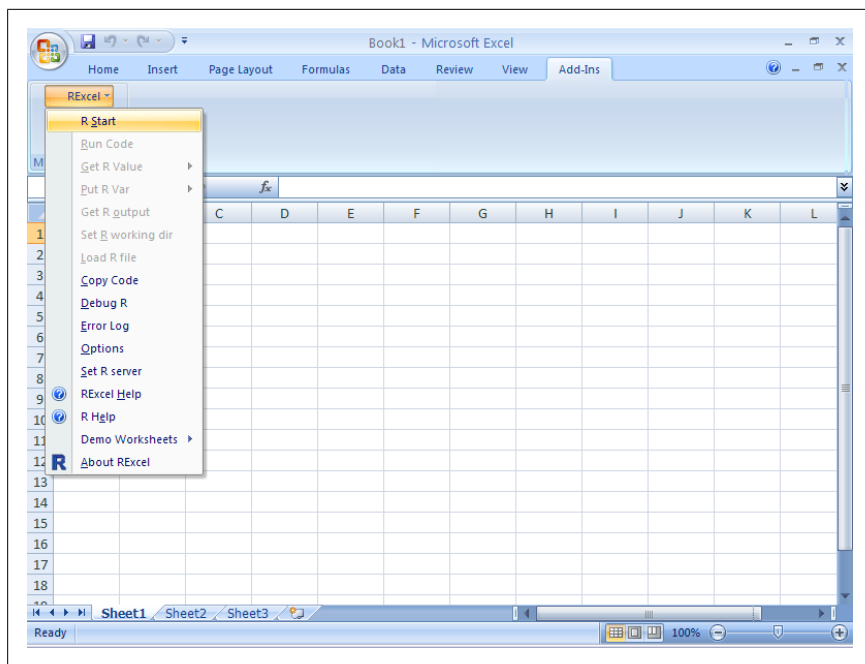 Book1 - Microsoft Excel
Home Insert Page Layout Formulas Data Review View Add-Ins
RExcel
R Start
Run Code
M
Get R Value
Put R Var
fx
Get R output
C D E F G H I J K L
1 Set R working dir
2 Load R file
3 Copy Code
4 Debug R
5 Error Log
6
7 Options
8 Set R server
9 RExcel Help
10 R Help
11 Demo Worksheets
12 R About RExcel
13
14
15
16
17
18
Sheet1 Sheet2 Sheet3
Ready 100%